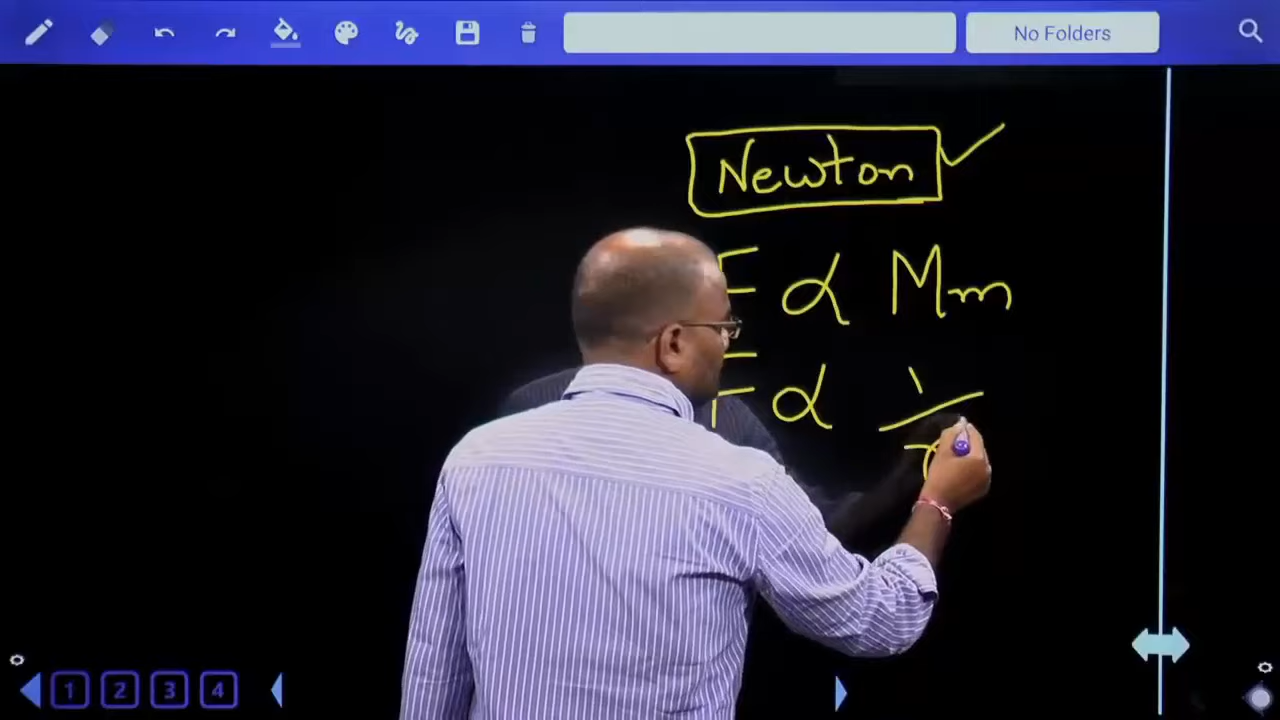 No Folders
Newton
F α Mm
F α 1/
1 2 3 4